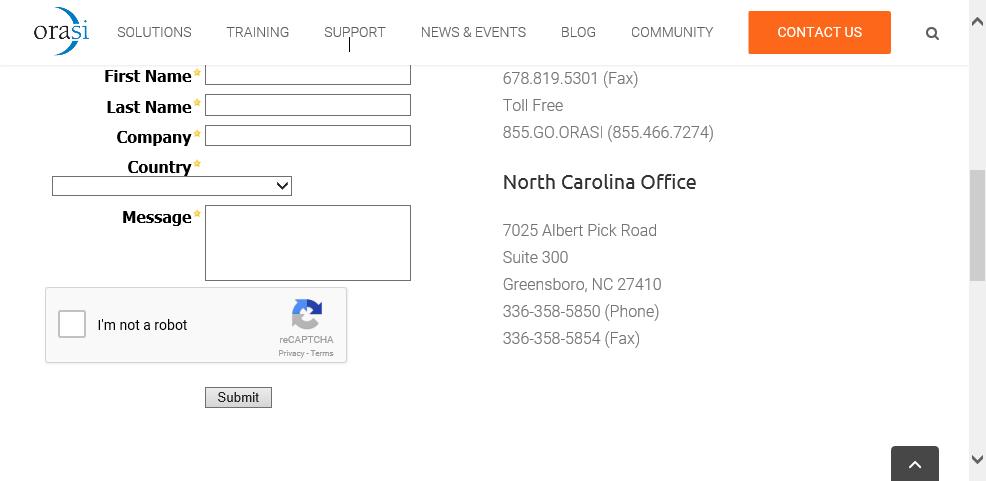 orasi
SOLUTIONS TRAINING SUPPORT NEWS & EVENTS BLOG COMMUNITY CONTACT US
First Name
Last Name
Company
Country
Message
I'm not a robot
reCAPTCHA
Privacy - Terms
Submit
678.819.5301 (Fax)
Toll Free
855.GO.ORASI (855.466.7274)
North Carolina Office
7025 Albert Pick Road
Suite 300
Greensboro, NC 27410
336-358-5850 (Phone)
336-358-5854 (Fax)